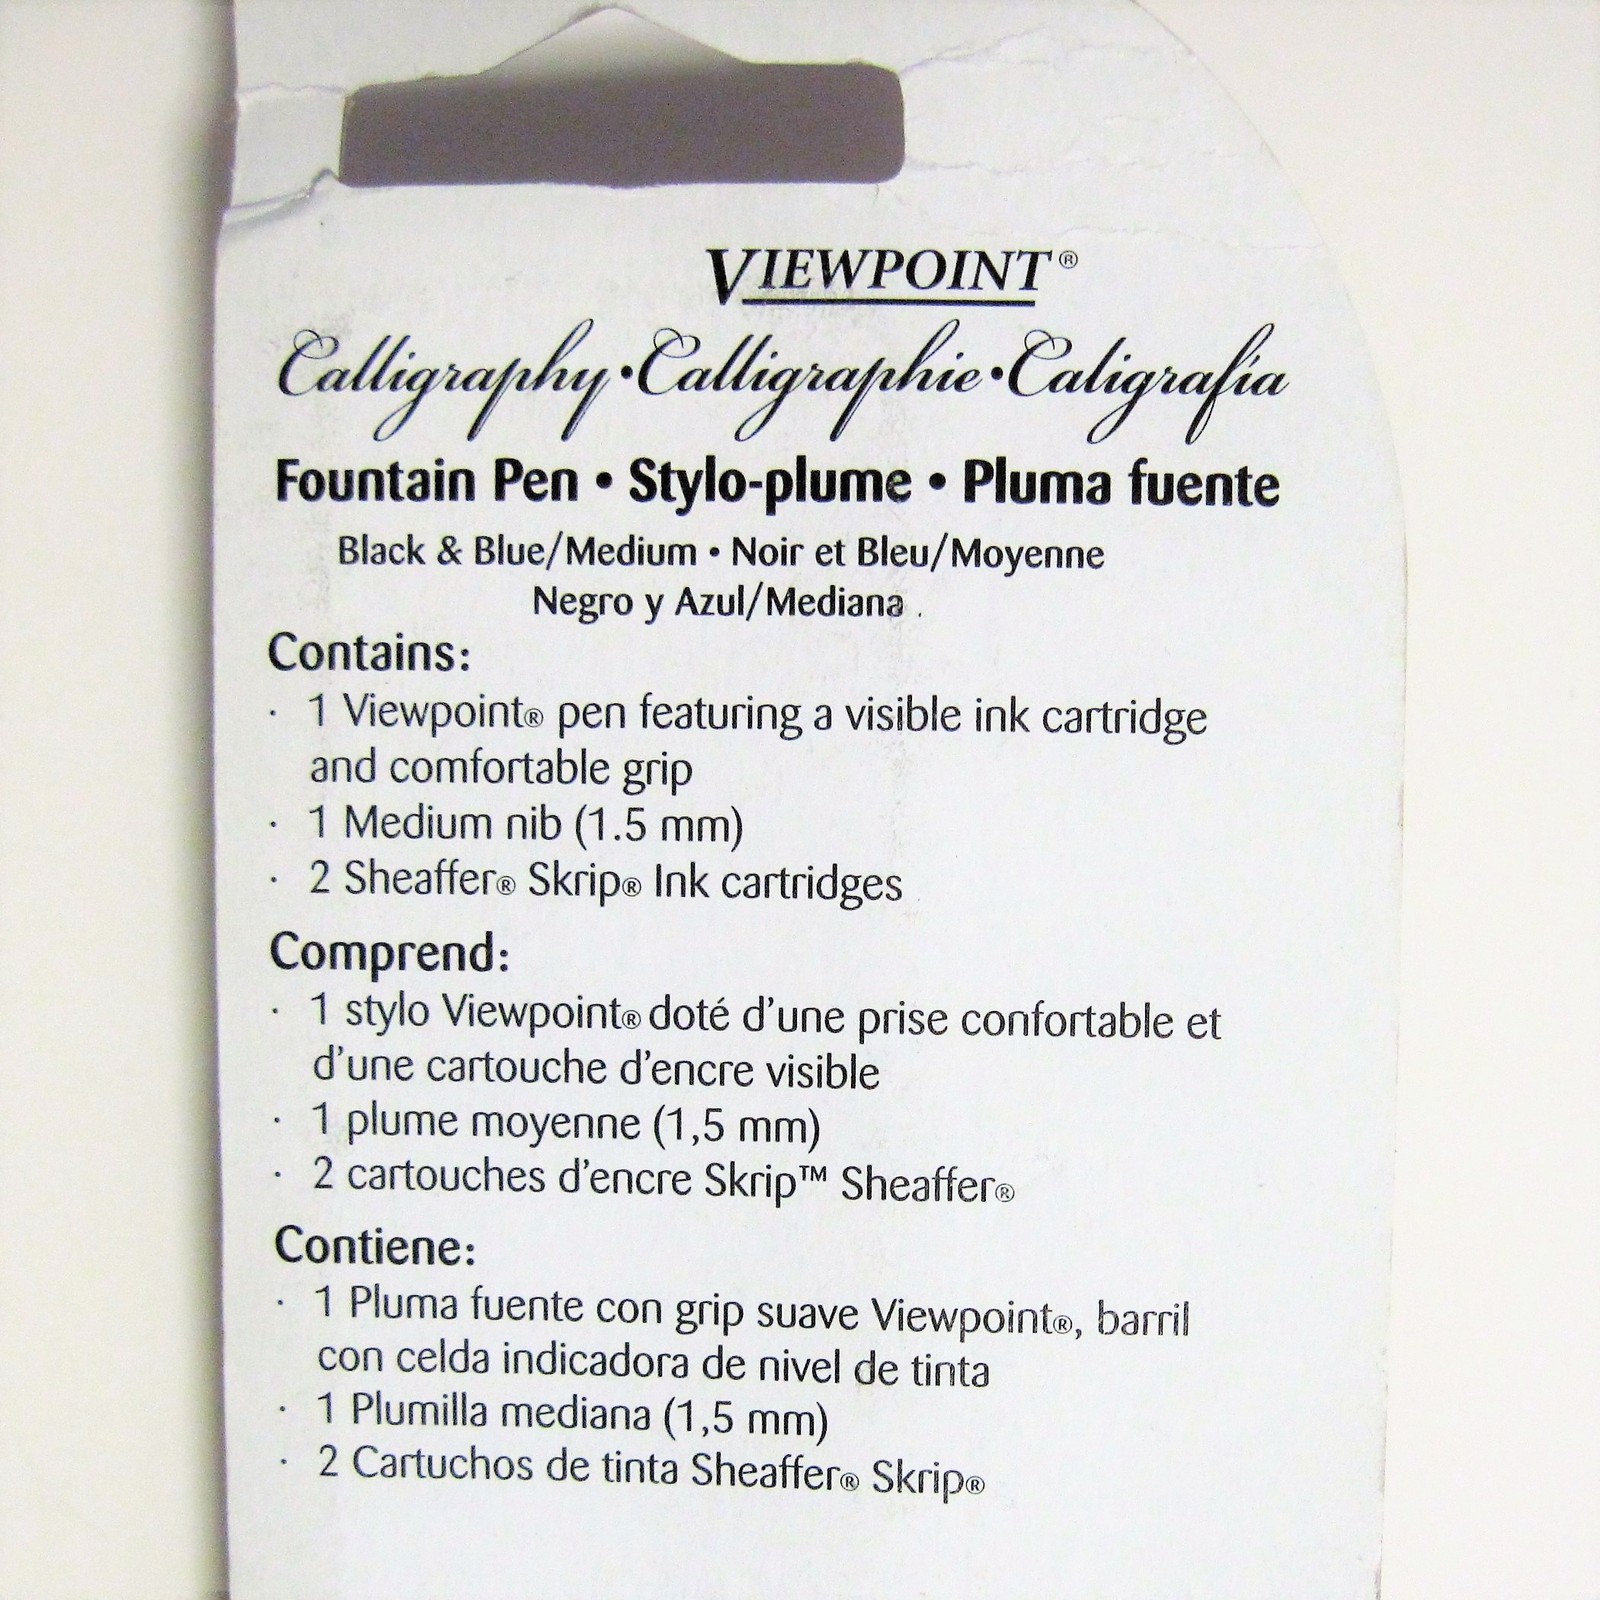 VIEWPOINT®
Calligraphy • Calligraphie • Caligrafía
Fountain Pen • Stylo-plume • Pluma fuente
Black & Blue/Medium • Noir et Bleu/Moyenne
Negro y Azul/Mediana .
Contains:
· 1 Viewpoint® pen featuring a visible ink cartridge
and comfortable grip
· 1 Medium nib (1.5 mm)
· 2 Sheaffer® Skrip® Ink cartridges
Comprend:
· 1 stylo Viewpoint® doté d'une prise confortable et
d'une cartouche d'encre visible
· 1 plume moyenne (1,5 mm)
· 2 cartouches d'encre Skrip™ Sheaffer®
Contiene:
· 1 Pluma fuente con grip suave Viewpoint®, barril
con celda indicadora de nivel de tinta
· 1 Plumilla mediana (1,5 mm)
· 2 Cartuchos de tinta Sheaffer® Skrip®